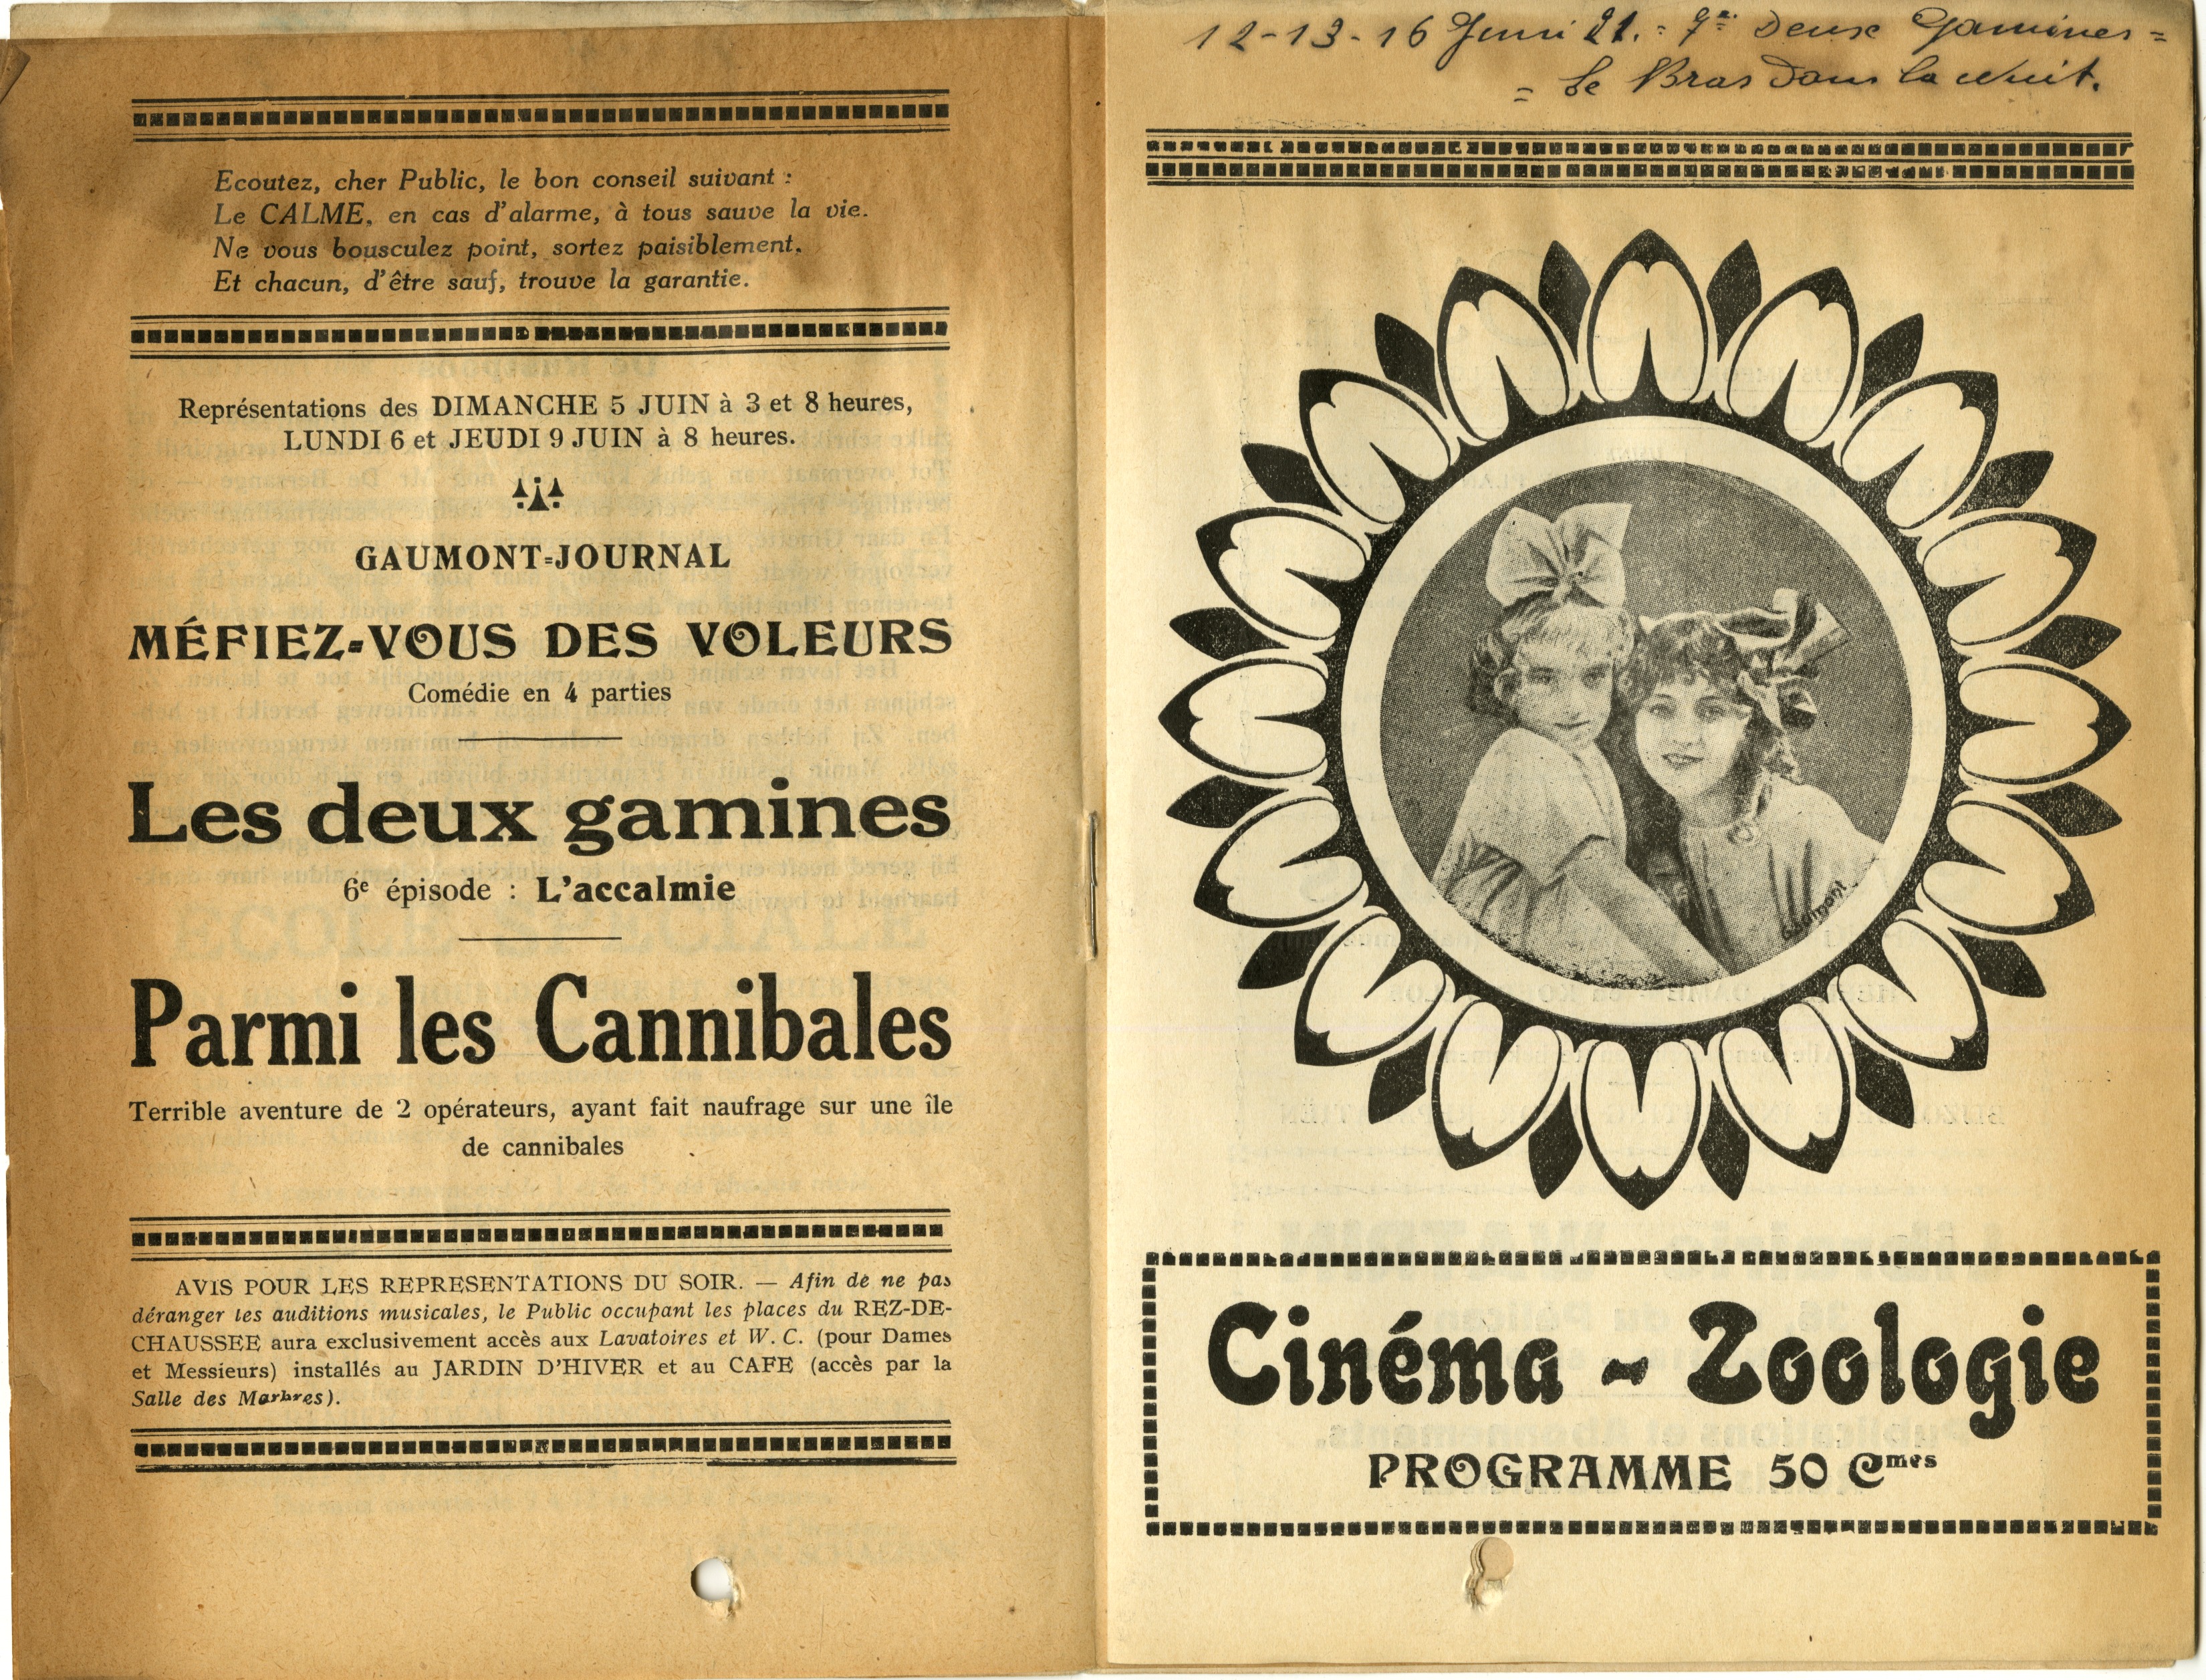 Ecoutez, cher Public, le bon conseil suivant :
Le CALME, en cas d'alarme, à tous sauve la vie.
Ne vous bousculez point, sortez paisiblement.
Et chacun, d'être sauf, trouve la garantie.
Représentations des DIMANCHE 5 JUIN à 3 et 8 heures,
LUNDI 6 et JEUDI 9 JUIN à 8 heures.
GAUMONT=JOURNAL
MÉFIEZ-VOUS DES VOLEURS
Comédie en 4 parties
Les deux gamines
6e épisode : L'accalmie
Parmi les Cannibales
Terrible aventure de 2 opérateurs, ayant fait naufrage sur une île
de cannibales
AVIS POUR LES REPRESENTATIONS DU SOIR. — Afin de ne pas
déranger les auditions musicales, le Public occupant les places du REZ-DE-
CHAUSSEE aura exclusivement accès aux Lavatoires et W. C. (pour Dames
et Messieurs) installés au JARDIN D'HIVER et au CAFE (accès par la
Salle des Marbres).
12-13-16 Juni 21. = 7e Deux Gamines =
= Le Bras dans la Nuit.
Gaumont
Cinéma - Zoologie
PROGRAMME 50 Cmes